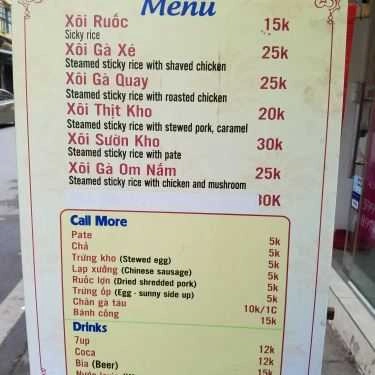 Menu
Xôi Ruốc 15k
Sicky rice
Xôi Gà Xé 25k
Steamed sticky rice with shaved chicken
Xôi Gà Quay 25k
Steamed sticky rice with roasted chicken
Xôi Thịt Kho 20k
Steamed sticky rice with stewed pork, caramel
Xôi Sườn Kho 30k
Steamed sticky rice with pate
Xôi Gà Om Nấm 25k
Steamed sticky rice with chicken and mushroom
30K
Call More
Pate 5k
Chả 5k
Trứng kho (Stewed egg) 5k
Lạp xưởng (Chinese sausage) 5k
Ruốc lợn (Dried shredded pork) 5k
Trứng ốp (Egg - sunny side up) 5k
Chân gà tàu 10k/1C
Bánh cống 15k
Drinks
7up 12k
Coca 12k
Bia (Beer) 15k